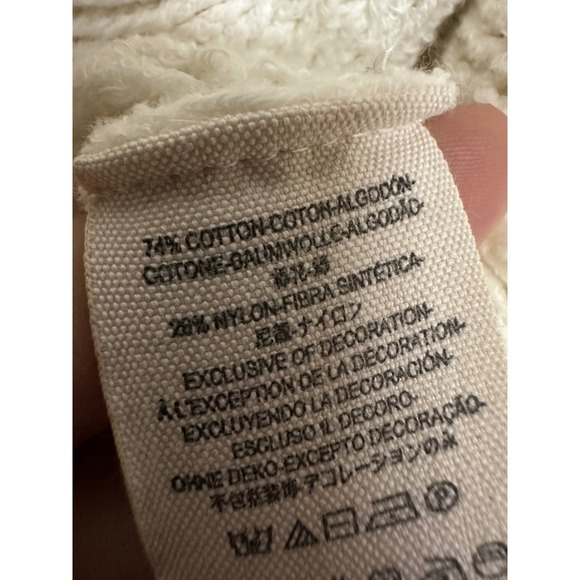 74% COTTON-COTON-ALGODÓN-
COTONE-BAUMWOLLE-ALGODÃO-
棉花-綿
26% NYLON-FIBRA SINTÉTICA-
尼龍-ナイロン
EXCLUSIVE OF DECORATION-
À L'EXCEPTION DE LA DÉCORATION-
EXCLUYENDO LA DECORACIÓN-
ESCLUSO IL DECORO-
OHNE DEKO-EXCEPTO DECORAÇÃO-
不包括装饰-デコレーションのみ